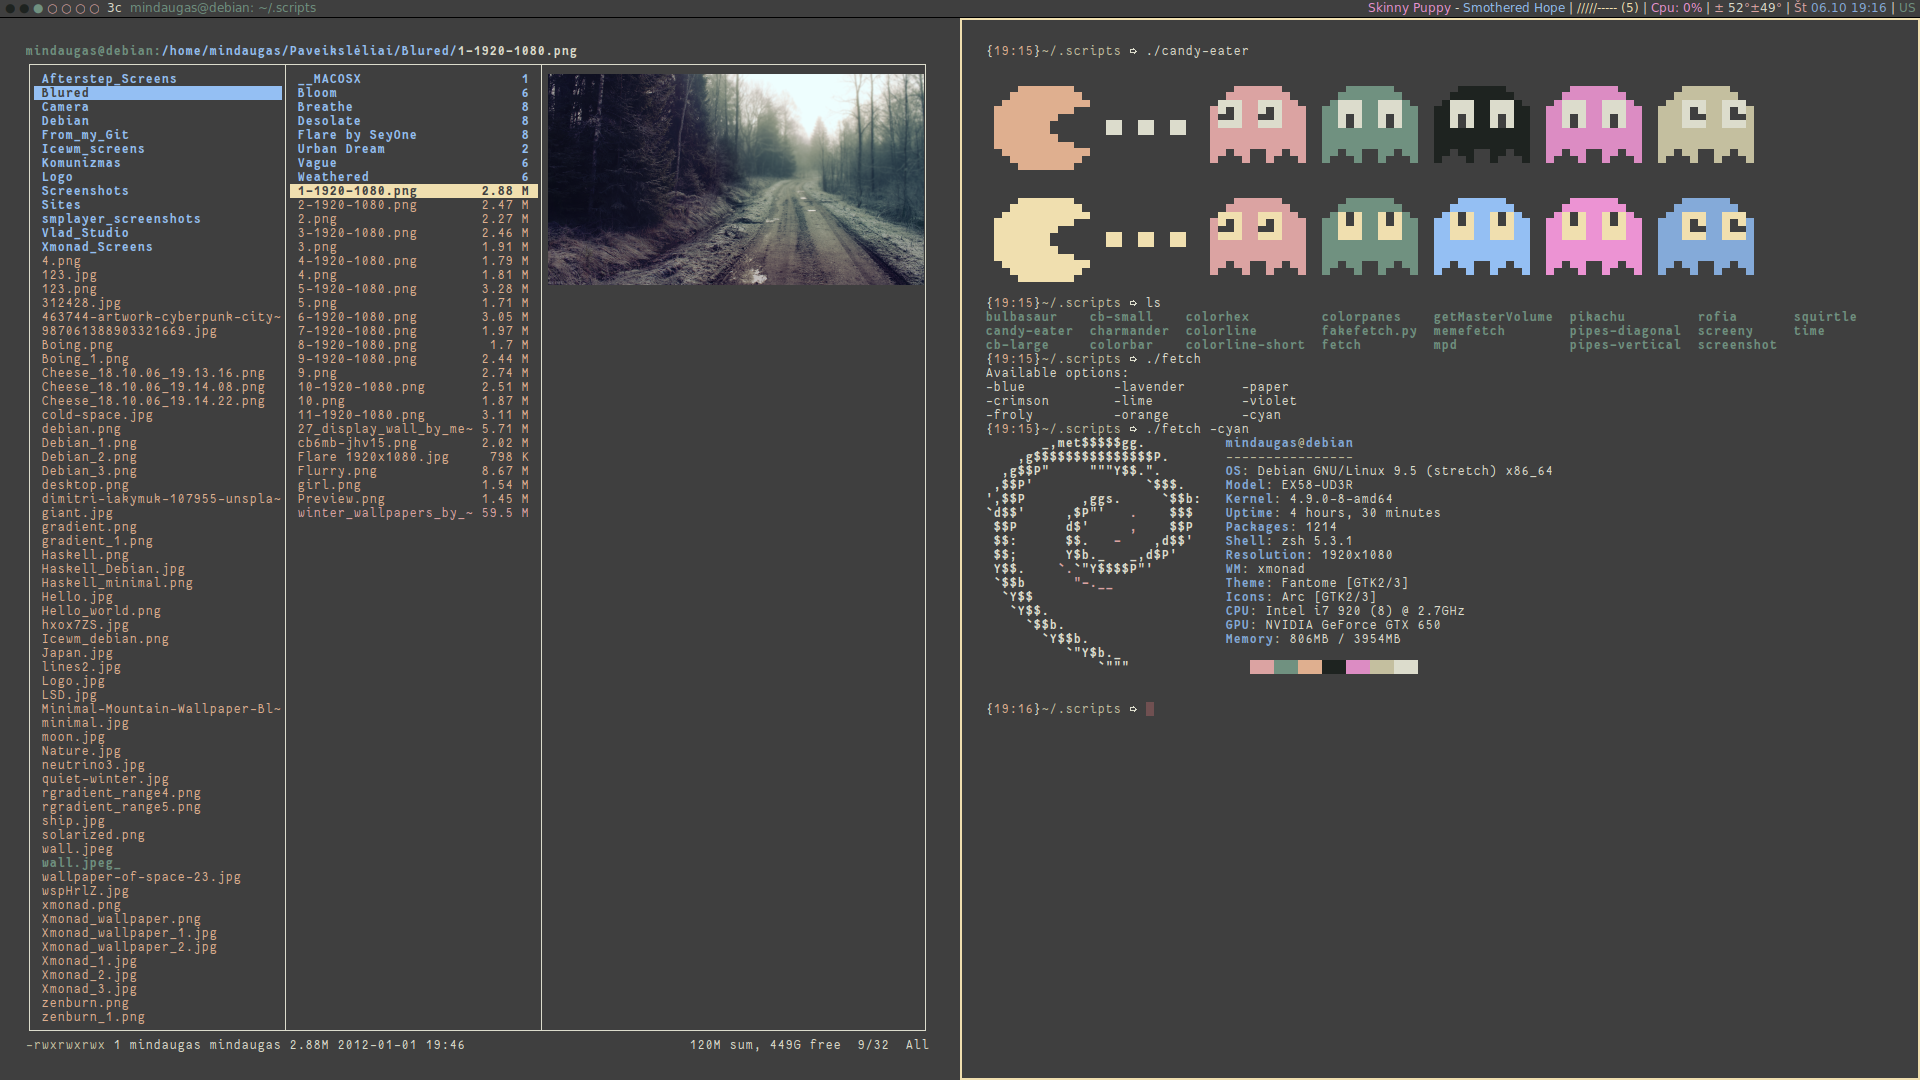 3c mindaugas@debian: ~/.scripts
Skinny Puppy - Smothered Hope | /////----- (5) | Cpu: 0% | ± 52°±49° | Št 06.10 19:16 | US
mindaugas@debian:/home/mindaugas/Paveikslėliai/Blured/1-1920-1080.png
Afterstep_Screens
Blured
Camera
Debian
From_my_Git
Icewm_screens
Komunizmas
Logo
Screenshots
Sites
smplayer_screenshots
Vlad_Studio
Xmonad_Screens
4.png
123.jpg
123.png
312428.jpg
463744-artwork-cyberpunk-city~
987061388903321669.jpg
Boing.png
Boing_1.png
Cheese_18.10.06_19.13.16.png
Cheese_18.10.06_19.14.08.png
Cheese_18.10.06_19.14.22.png
cold-space.jpg
debian.png
Debian_1.png
Debian_2.png
Debian_3.png
desktop.png
dimitri-iakymuk-107955-unspla~
giant.jpg
gradient.png
gradient_1.png
Haskell.png
Haskell_Debian.jpg
Haskell_minimal.png
Hello.jpg
Hello_world.png
hxox7ZS.jpg
Icewm_debian.png
Japan.jpg
lines2.jpg
Logo.jpg
LSD.jpg
Minimal-Mountain-Wallpaper-Bl~
minimal.jpg
moon.jpg
Nature.jpg
neutrino3.jpg
quiet-winter.jpg
rgradient_range4.png
rgradient_range5.png
ship.jpg
solarized.png
wall.jpeg
wall.jpeg_
wallpaper-of-space-23.jpg
wspHrlZ.jpg
xmonad.png
Xmonad_wallpaper.png
Xmonad_wallpaper_1.jpg
Xmonad_wallpaper_2.jpg
Xmonad_1.jpg
Xmonad_2.jpg
Xmonad_3.jpg
zenburn.png
zenburn_1.png
__MACOSX 1
Bloom 6
Breathe 8
Desolate 8
Flare by SeyOne 8
Urban Dream 2
Vague 6
Weathered 6
1-1920-1080.png 2.88 M
2-1920-1080.png 2.47 M
2.png 2.27 M
3-1920-1080.png 2.46 M
3.png 1.91 M
4-1920-1080.png 1.79 M
4.png 1.81 M
5-1920-1080.png 3.28 M
5.png 1.71 M
6-1920-1080.png 3.05 M
7-1920-1080.png 1.97 M
8-1920-1080.png 1.7 M
9-1920-1080.png 2.44 M
9.png 2.74 M
10-1920-1080.png 2.51 M
10.png 1.87 M
11-1920-1080.png 3.11 M
27_display_wall_by_me~ 5.71 M
cb6mb-jhv15.png 2.02 M
Flare 1920x1080.jpg 798 K
Flurry.png 8.67 M
girl.png 1.54 M
Preview.png 1.45 M
winter_wallpapers_by_~ 59.5 M
-rwxrwxrwx 1 mindaugas mindaugas 2.88M 2012-01-01 19:46
120M sum, 449G free 9/32 All
{19:15}~/.scripts ➪ ./candy-eater
{19:15}~/.scripts ➪ ls
bulbasaur cb-small colorhex colorpanes getMasterVolume pikachu rofia squirtle
candy-eater charmander colorline fakefetch.py memefetch pipes-diagonal screeny time
cb-large colorbar colorline-short fetch mpd pipes-vertical screenshot
{19:15}~/.scripts ➪ ./fetch
Available options:
-blue -lavender -paper
-crimson -lime -violet
-froly -orange -cyan
{19:15}~/.scripts ➪ ./fetch -cyan
_,met$$$$$gg.
,g$$$$$$$$$$$$$$$P.
,g$$P" """Y$$.".
,$$P' `$$$.
',$$P ,ggs. `$$b:
`d$$' ,$P"' . $$$
$$P d$' , $$P
$$: $$. - ,d$$'
$$; Y$b._ _,d$P'
Y$$. `.`"Y$$$$P"'
`$$b "-.__
`Y$$
`Y$$.
`$$b.
`Y$$b.
`"Y$b._
`"""
mindaugas@debian
----------------
OS: Debian GNU/Linux 9.5 (stretch) x86_64
Model: EX58-UD3R
Kernel: 4.9.0-8-amd64
Uptime: 4 hours, 30 minutes
Packages: 1214
Shell: zsh 5.3.1
Resolution: 1920x1080
WM: xmonad
Theme: Fantome [GTK2/3]
Icons: Arc [GTK2/3]
CPU: Intel i7 920 (8) @ 2.7GHz
GPU: NVIDIA GeForce GTX 650
Memory: 806MB / 3954MB
{19:16}~/.scripts ➪